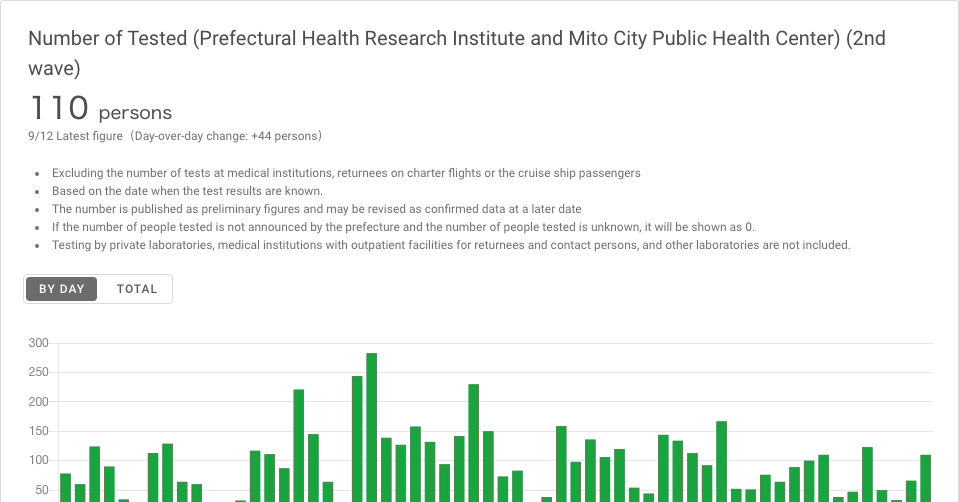 Number of Tested (Prefectural Health Research Institute and Mito City Public Health Center) (2nd
wave)
110 persons
9/12 Latest figure（Day-over-day change: +44 persons）
Excluding the number of tests at medical institutions, returnees on charter flights or the cruise ship passengers
Based on the date when the test results are known.
The number is published as preliminary figures and may be revised as confirmed data at a later date
If the number of people tested is not announced by the prefecture and the number of people tested is unknown, it will be shown as 0.
Testing by private laboratories, medical institutions with outpatient facilities for returnees and contact persons, and other laboratories are not included.
BY DAY TOTAL
300
250
200
150
100
50